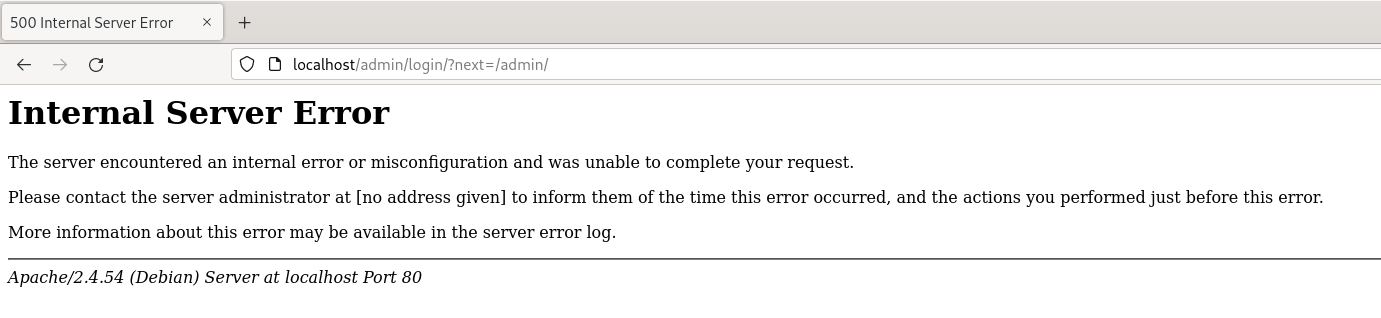 500 Internal Server Error
localhost/admin/login/?next=/admin/
Internal Server Error
The server encountered an internal error or misconfiguration and was unable to complete your request.
Please contact the server administrator at [no address given] to inform them of the time this error occurred, and the actions you performed just before this error.
More information about this error may be available in the server error log.
Apache/2.4.54 (Debian) Server at localhost Port 80